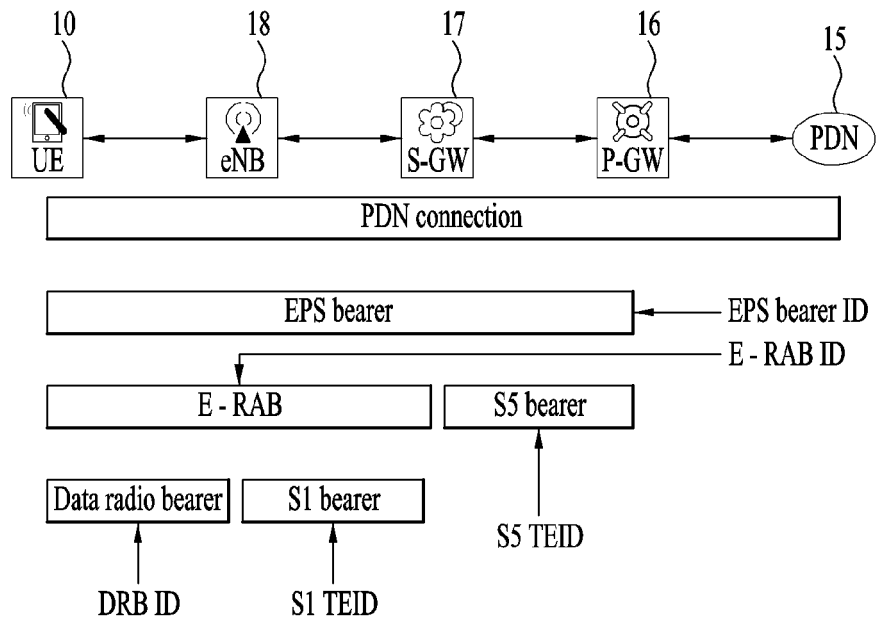 10 18 17 16 15
UE eNB S-GW P-GW PDN
PDN connection
EPS bearer EPS bearer ID
E - RAB ID
E - RAB S5 bearer
Data radio bearer S1 bearer
S5 TEID
DRB ID S1 TEID